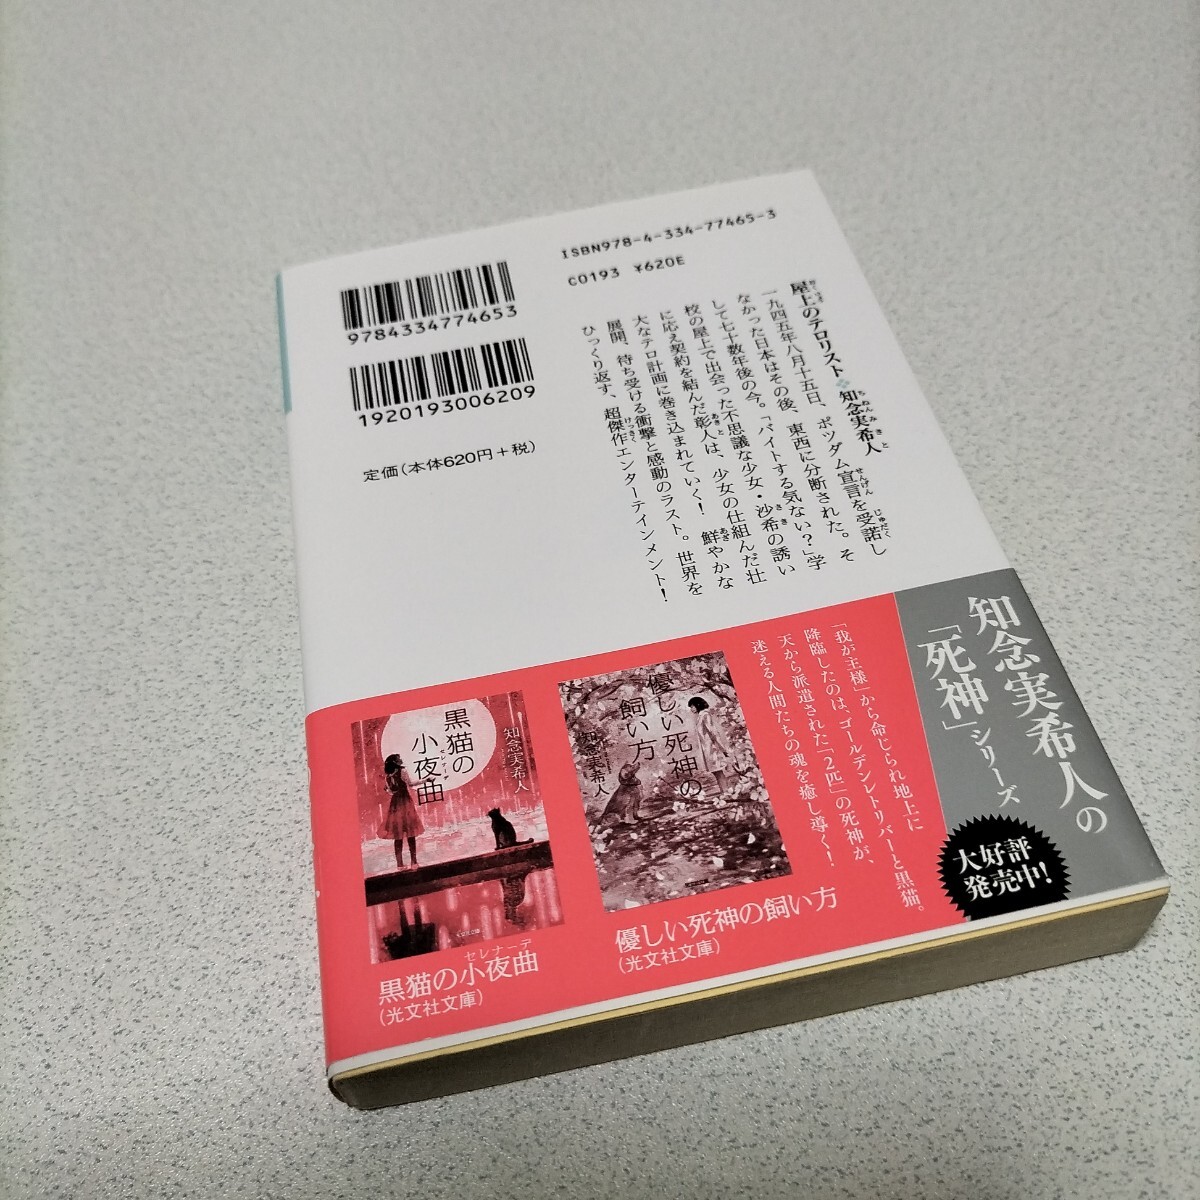 ISBN978-4-334-77465-3
C0193 ¥620E
9784334774653
1920193006209
定価(本体620円+税)
屋上のテロリスト❖知念実希人
一九四五年八月十五日、ポツダム宣言を受諾し
なかった日本はその後、東西に分断された。そ
して七十数年後の今。「バイトする気ない?」学
校の屋上で出会った不思議な少女・沙希の誘い
に応え契約を結んだ彰人は、少女の仕組んだ壮
大なテロ計画に巻き込まれていく! 鮮やかな
展開、待ち受ける衝撃と感動のラスト。世界を
ひっくり返す、超傑作エンターテインメント!
知念実希人の
「死神」シリーズ
大好評
発売中!
「我が主様」から命じられ地上に
降臨したのは、ゴールデンレトリバーと黒猫。
天から派遣された「2匹」の死神が、
迷える人間たちの魂を癒し導く!
優しい死神の
飼い方
知念実希人
優しい死神の飼い方
(光文社文庫)
黒猫の
小夜曲
セレナーデ
知念実希人
黒猫の小夜曲
セレナーデ
(光文社文庫)